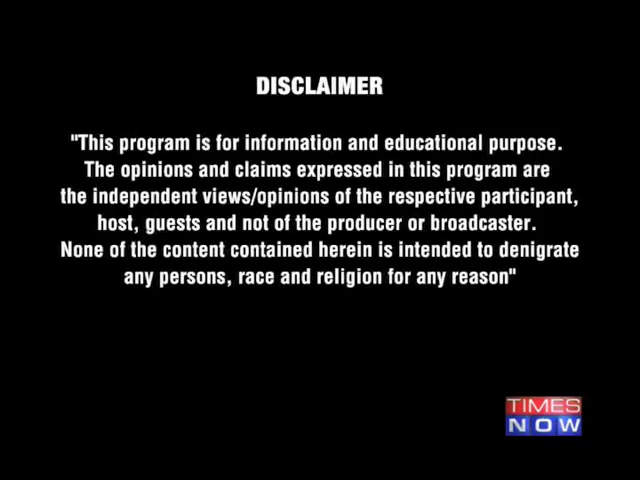 DISCLAIMER
"This program is for information and educational purpose.
The opinions and claims expressed in this program are
the independent views/opinions of the respective participant,
host, guests and not of the producer or broadcaster.
None of the content contained herein is intended to denigrate
any persons, race and religion for any reason"
TIMES
NOW